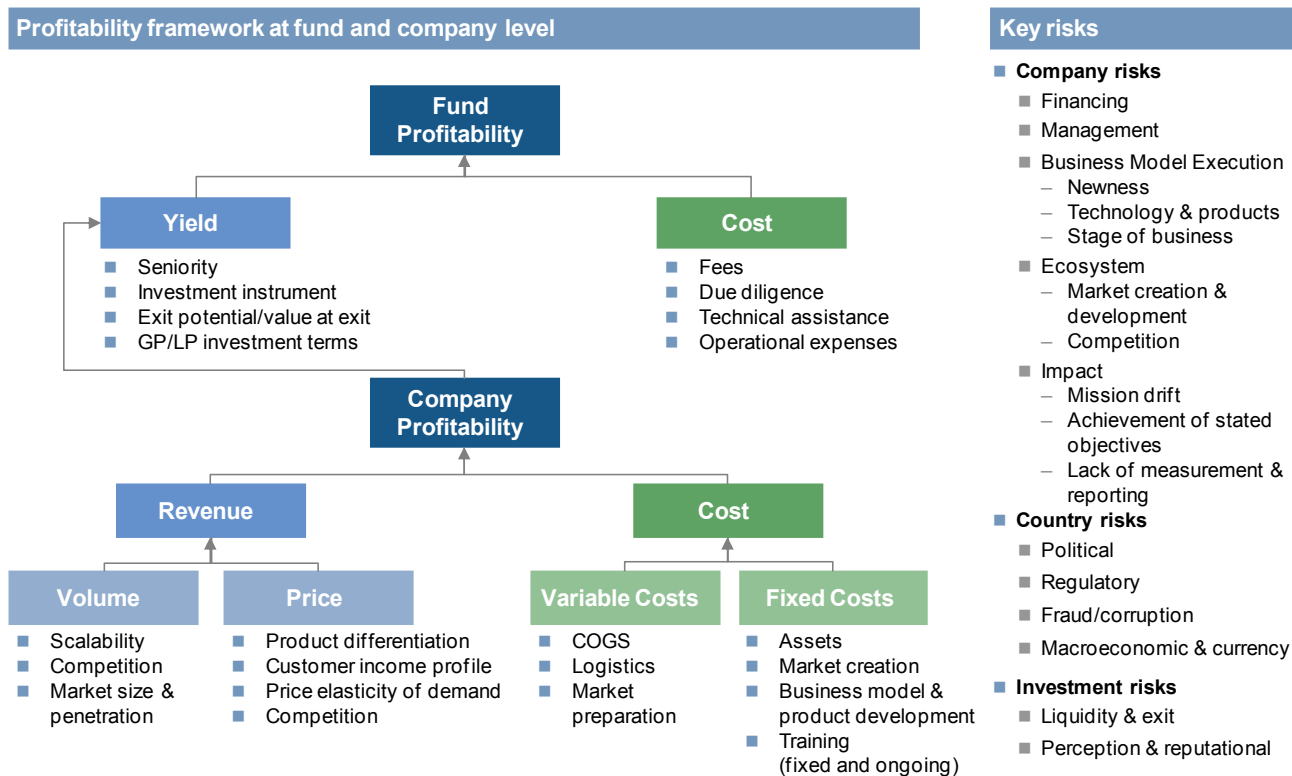 Profitability framework at fund and company level
Fund
Profitability
Yield
Seniority
Investment instrument
Exit potential/value at exit
GP/LP investment terms
Cost
Fees
Due diligence
Technical assistance
Operational expenses
Company
Profitability
Revenue
Cost
Volume
Scalability
Competition
Market size &
penetration
Price
Product differentiation
Customer income profile
Price elasticity of demand
Competition
Variable Costs
COGS
Logistics
Market
preparation
Fixed Costs
Assets
Market creation
Business model &
product development
Training
(fixed and ongoing)
Key risks
Company risks
Financing
Management
Business Model Execution
– Newness
– Technology & products
– Stage of business
Ecosystem
– Market creation &
development
– Competition
Impact
– Mission drift
– Achievement of stated
objectives
– Lack of measurement &
reporting
Country risks
Political
Regulatory
Fraud/corruption
Macroeconomic & currency
Investment risks
Liquidity & exit
Perception & reputational